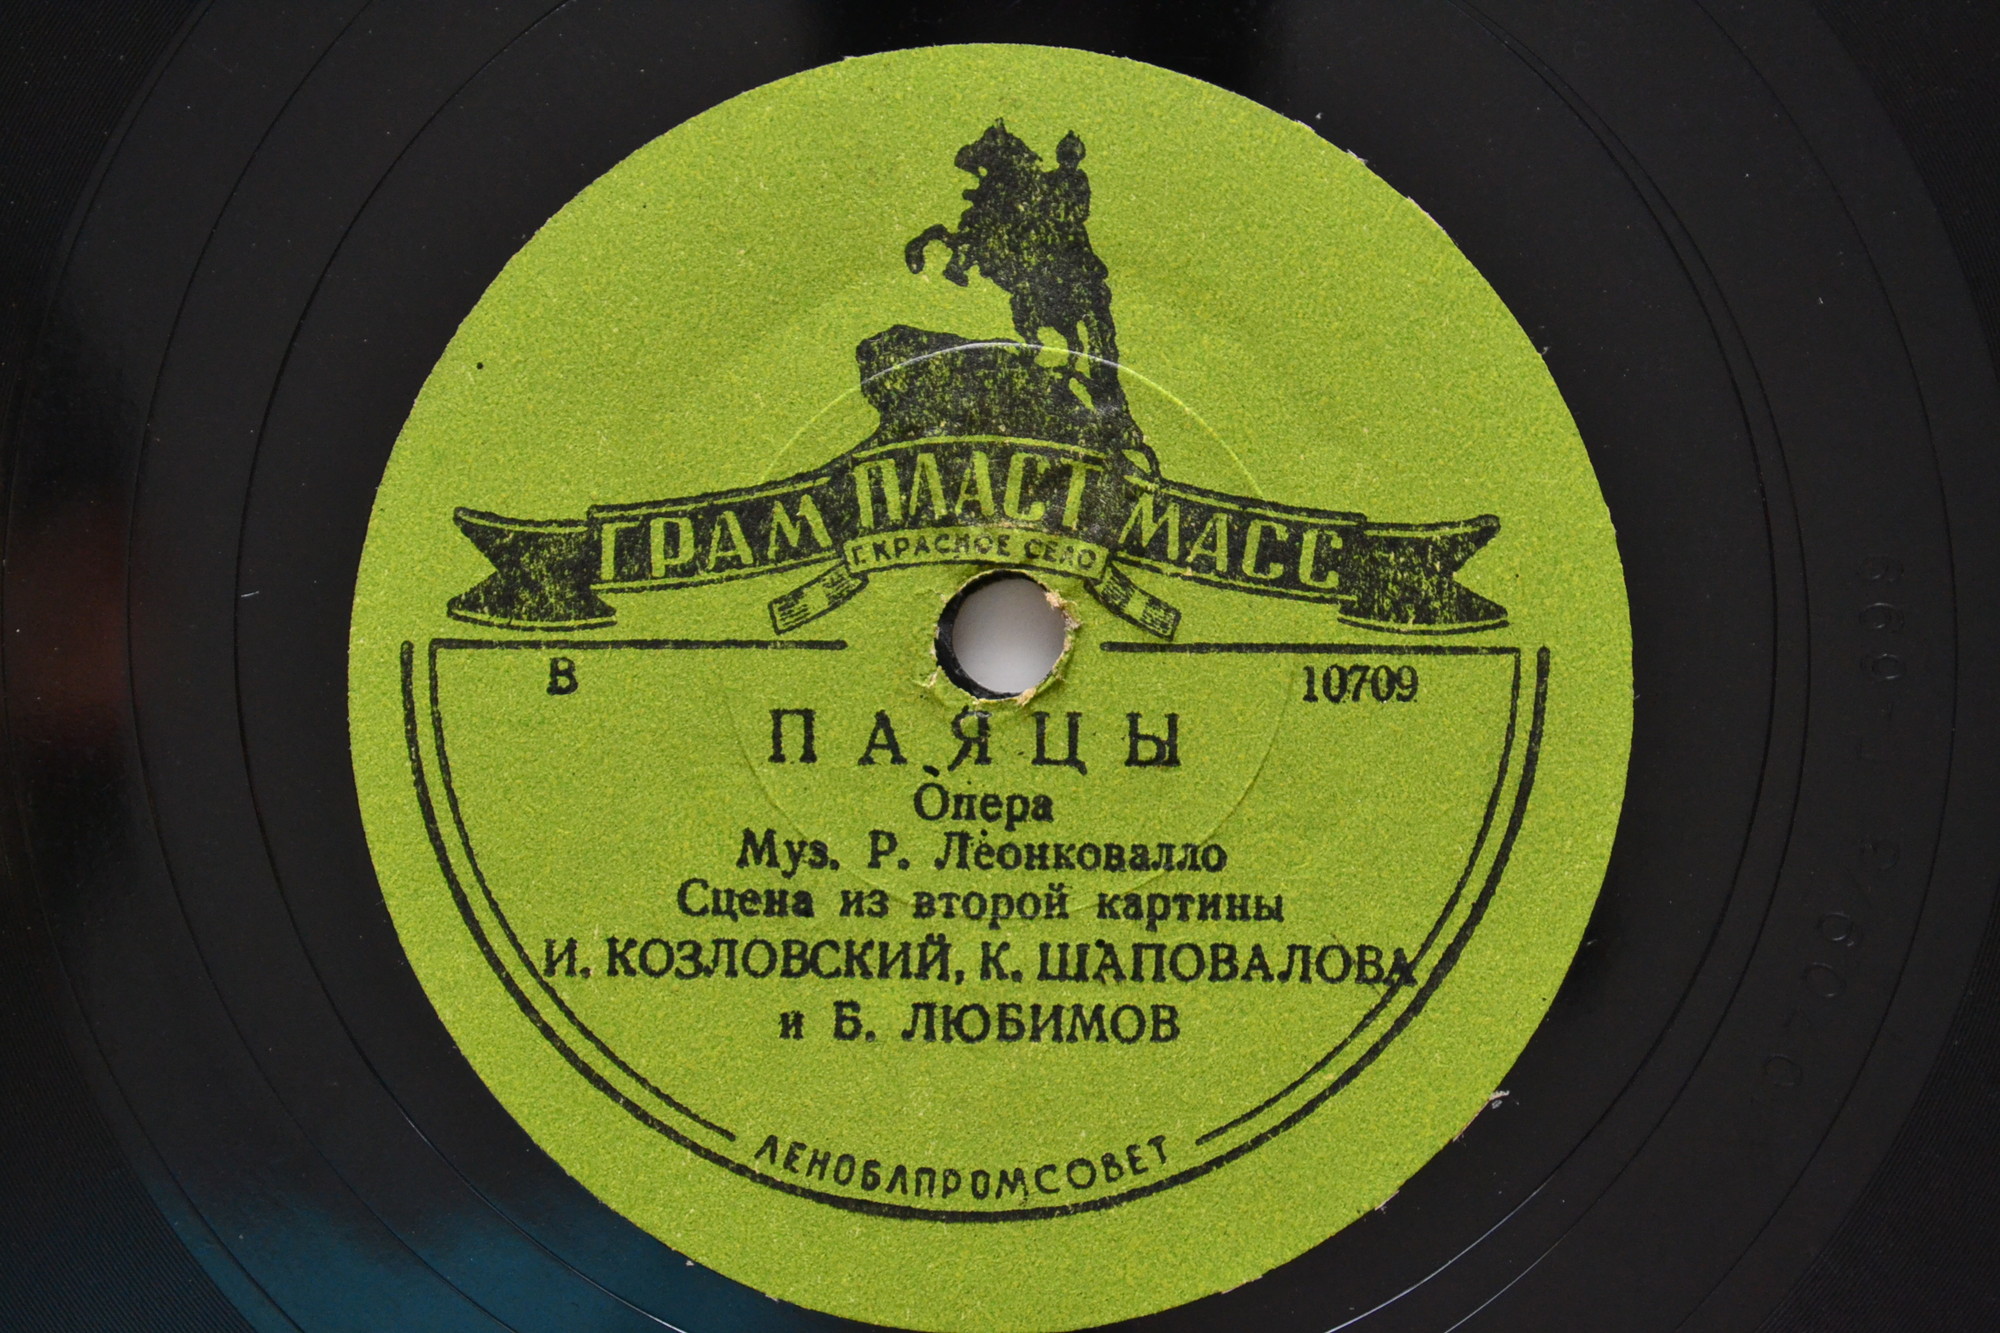 ГРАМ ПЛАСТ МАСС
Г. КРАСНОЕ СЕЛО
В 10709
ПАЯЦЫ
Опера
Муз. Р. Леонковалло
Сцена из второй картины
И. КОЗЛОВСКИЙ, К. ШАПОВАЛОВА
и Б. ЛЮБИМОВ
ЛЕНОБЛПРОМСОВЕТ